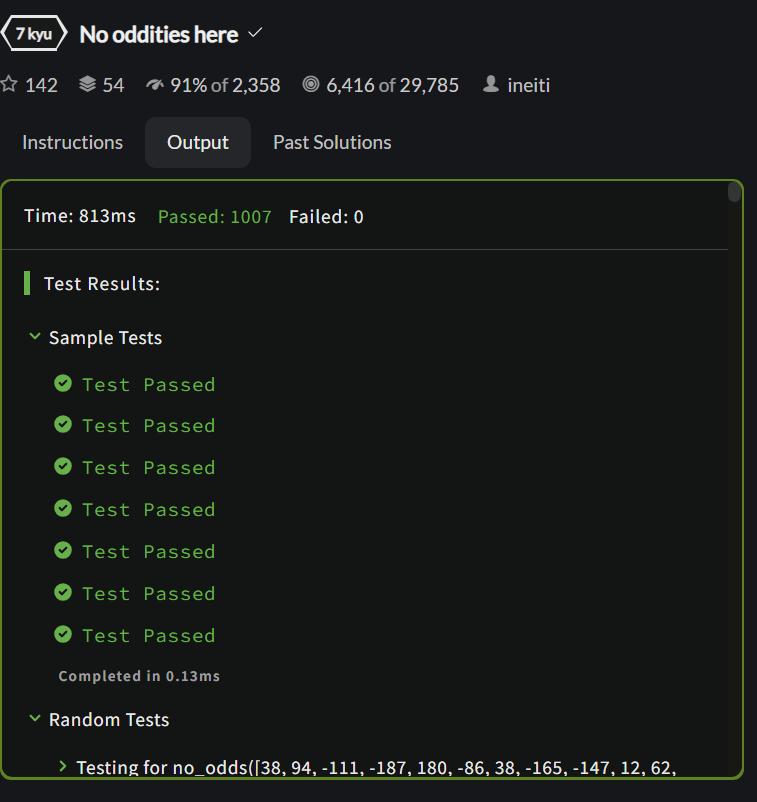 7 kyu No oddities here
142 54 91% of 2,358 6,416 of 29,785 ineiti
Instructions Output Past Solutions
Time: 813ms Passed: 1007 Failed: 0
Test Results:
Sample Tests
Test Passed
Test Passed
Test Passed
Test Passed
Test Passed
Test Passed
Test Passed
Completed in 0.13ms
Random Tests
Testing for no_odds([38, 94, -111, -187, 180, -86, 38, -165, -147, 12, 62,